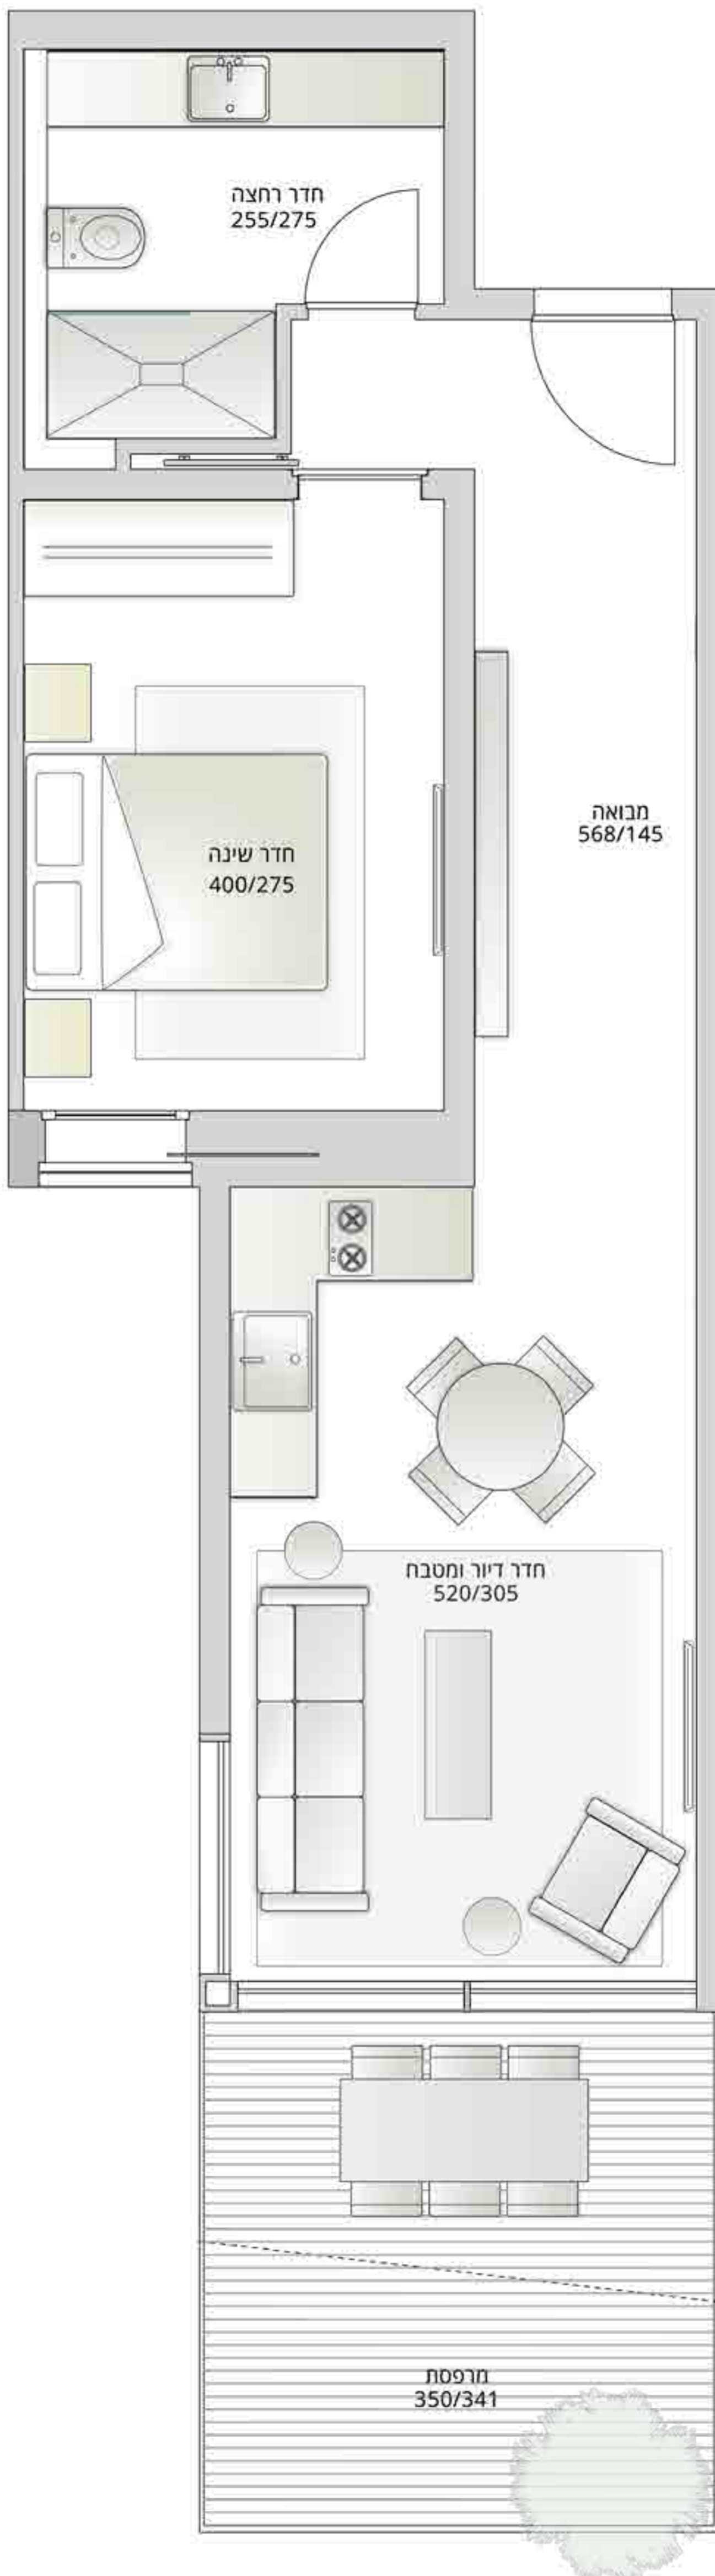 חדר רחצה
255/275
מבואה
568/145
חדר שינה
400/275
חדר דיור ומטבח
520/305
מרפסת
350/341